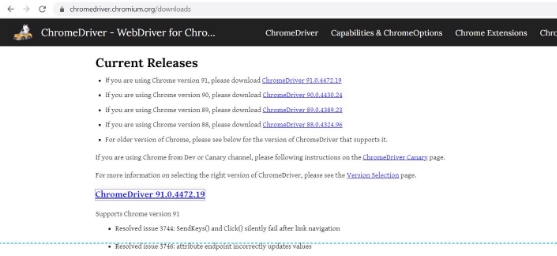 chromedriver.chromium.org/downloads
ChromeDriver - WebDriver for Chro... ChromeDriver Capabilities & ChromeOptions Chrome Extensions Chro
Current Releases
• If you are using Chrome version 91, please download ChromeDriver 91.0.4472.19
• If you are using Chrome version 90, please download ChromeDriver 90.0.4430.24
• If you are using Chrome version 89, please download ChromeDriver 89.0.4389.23
• If you are using Chrome version 88, please download ChromeDriver 88.0.4324.96
• For older version of Chrome, please see below for the version of ChromeDriver that supports it.
If you are using Chrome from Dev or Canary channel, please following instructions on the ChromeDriver Canary page.
For more information on selecting the right version of ChromeDriver, please see the Version Selection page.
ChromeDriver 91.0.4472.19
Supports Chrome version 91
• Resolved issue 3744: SendKeys() and Click() silently fail after link navigation
• Resolved issue 3746: attribute endpoint incorrectly updates values